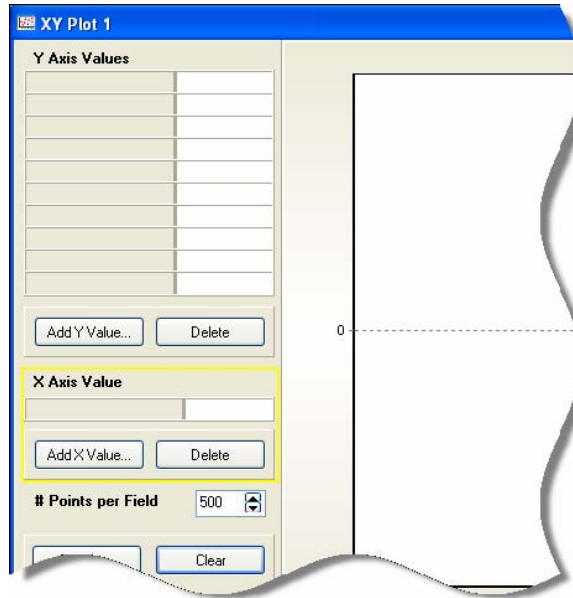 XY Plot 1
Y Axis Values
Add Y Value... Delete
0
X Axis Value
Add X Value... Delete
# Points per Field 500
Clear